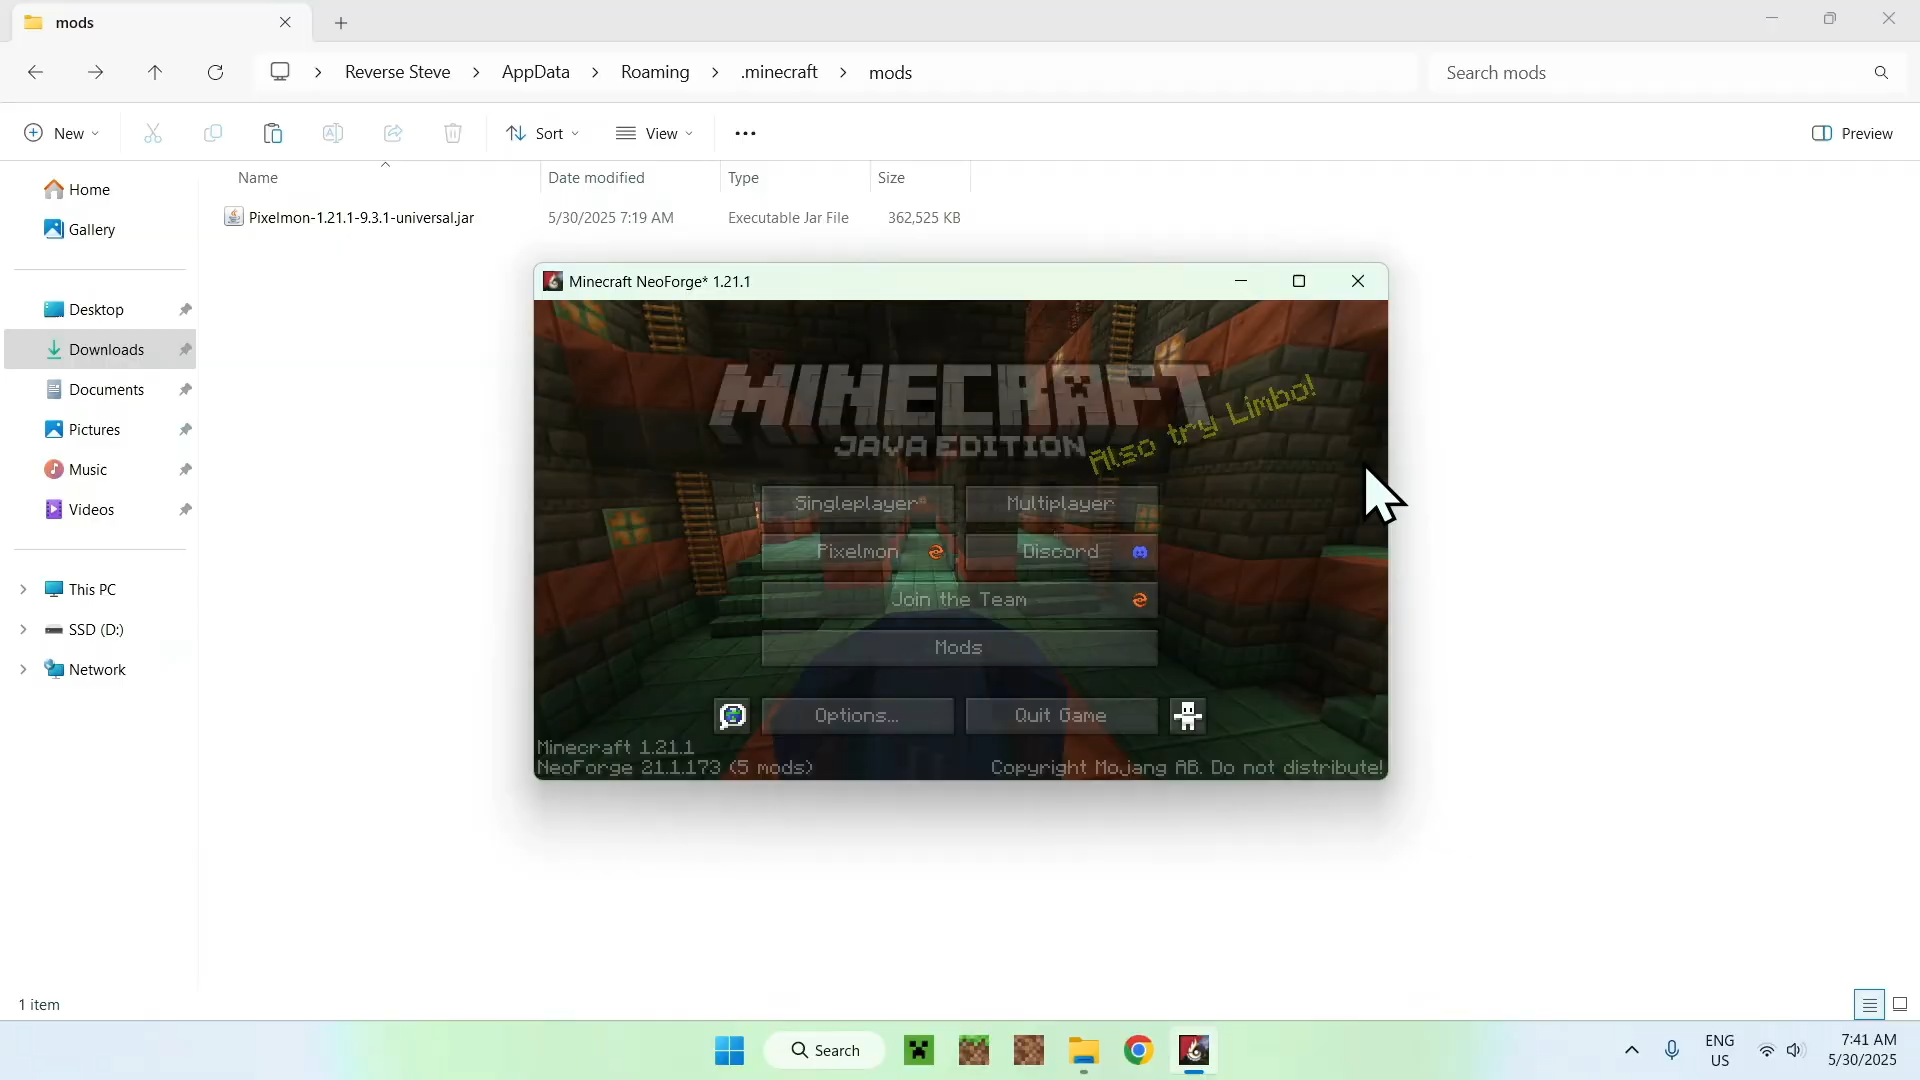 mods
Reverse Steve > AppData > Roaming > .minecraft > mods
Search mods
New
Sort
View
Preview
Name
Date modified
Type
Size
Pixelmon-1.21.1-9.3.1-universal.jar
5/30/2025 7:19 AM
Executable Jar File
362,525 KB
Home
Gallery
Desktop
Downloads
Documents
Pictures
Music
Videos
This PC
SSD (D:)
Network
Minecraft NeoForge* 1.21.1
MINECRAFT
JAVA EDITION
Also try Limbo!
Singleplayer
Multiplayer
Pixelmon
Discord
Join the Team
Mods
Options...
Quit Game
Minecraft 1.21.1
NeoForge 21.1.173 (5 mods)
Copyright Mojang AB. Do not distribute!
1 item
Search
ENG
US
7:41 AM
5/30/2025